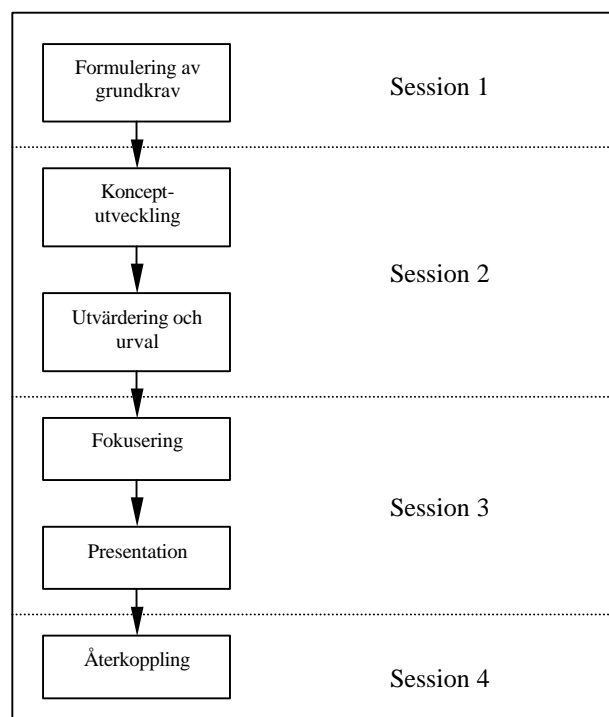 Formulering av
grundkrav
Session 1
Koncept-
utveckling
Session 2
Utvärdering och
urval
Fokusering
Session 3
Presentation
Återkoppling
Session 4